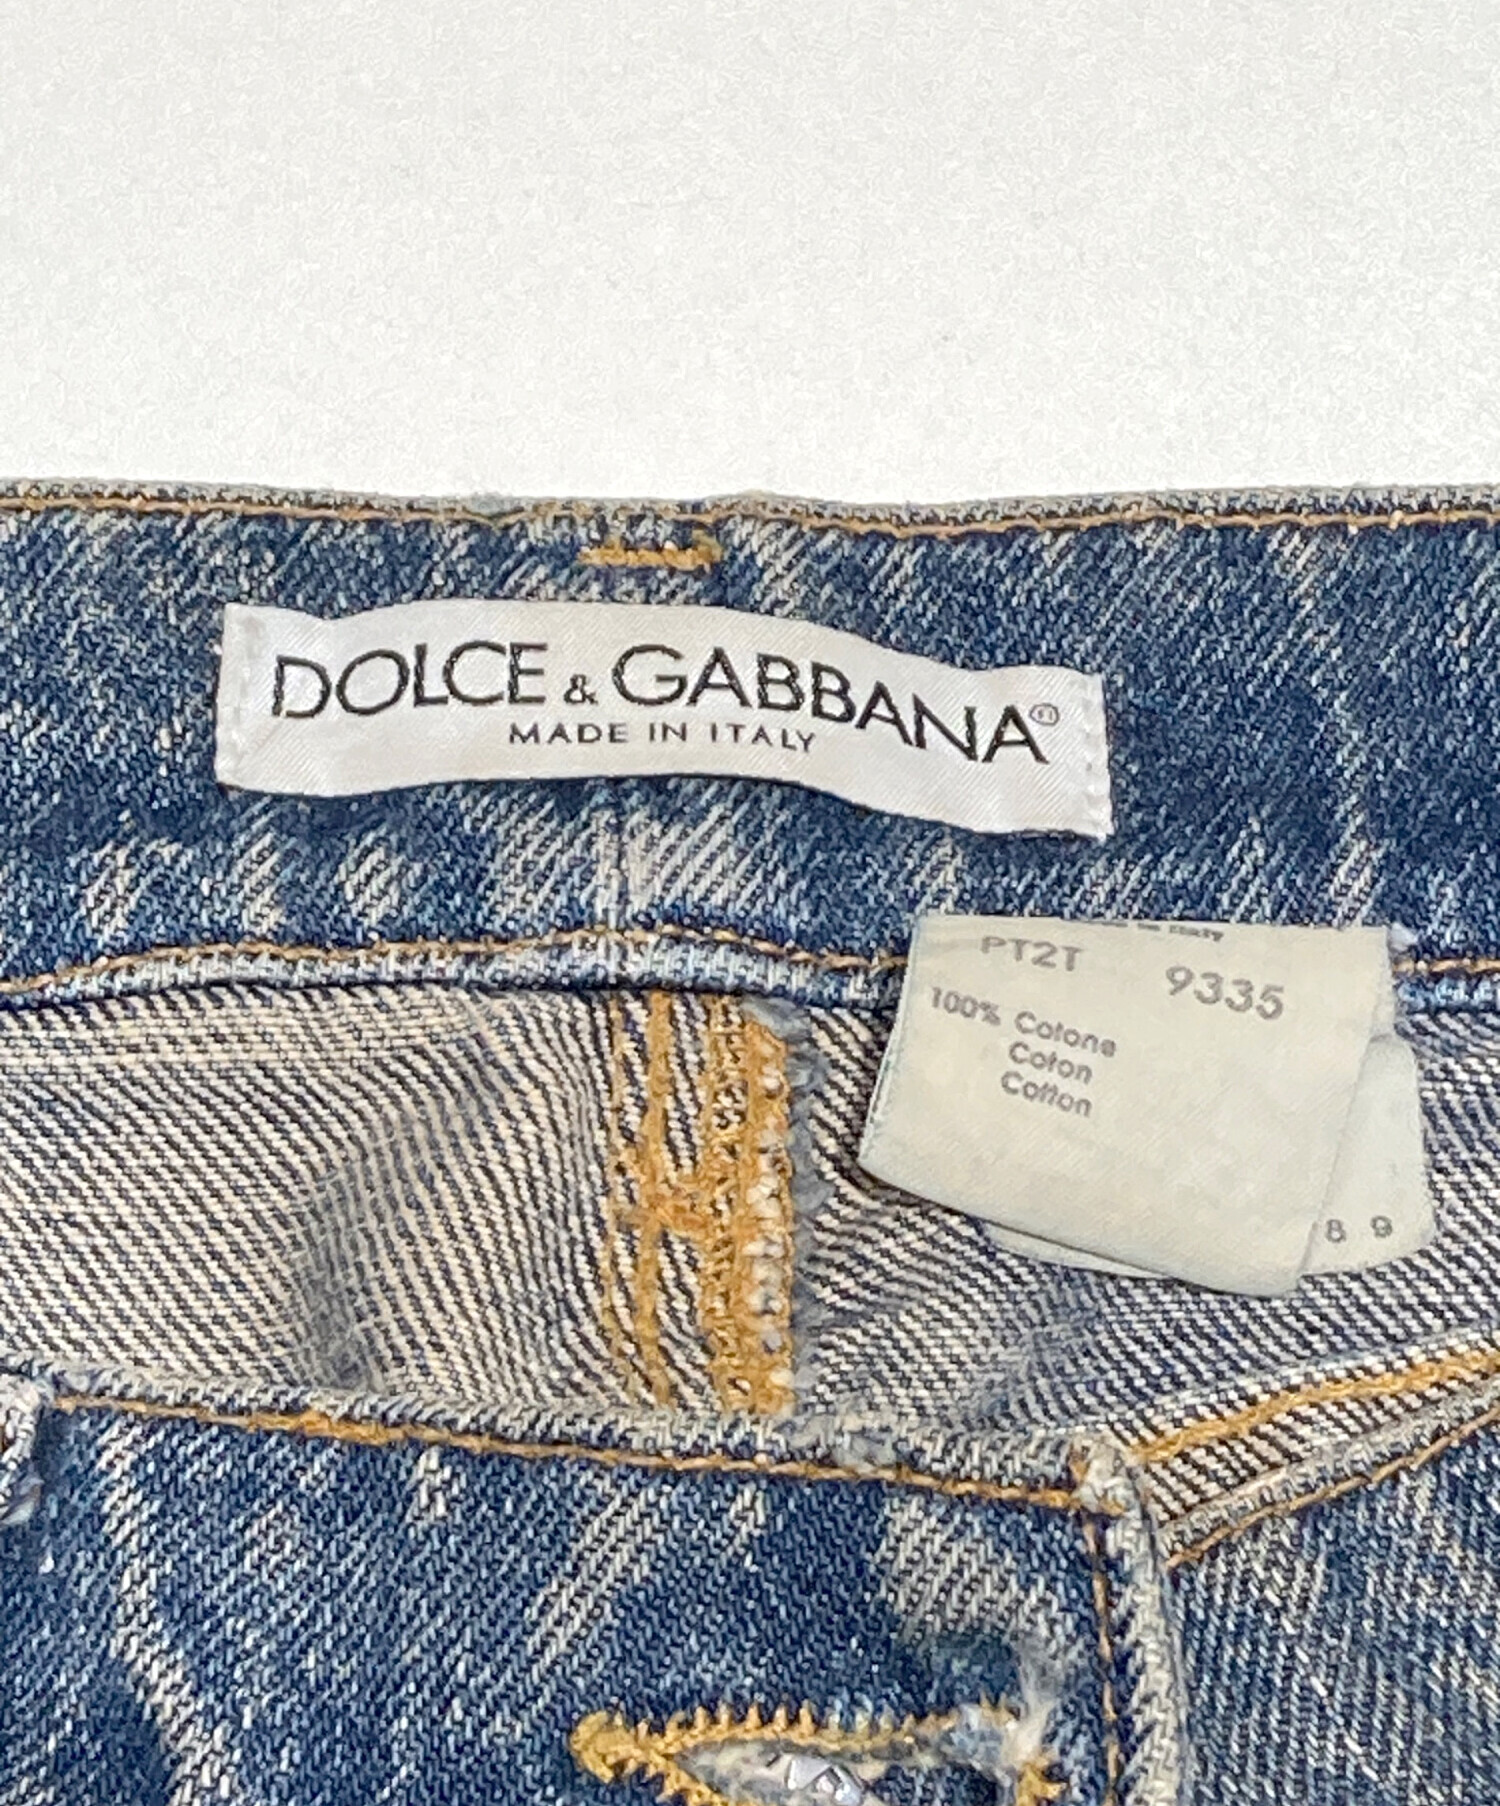 DOLCE & GABBANA®
MADE IN ITALY
PT2T 9335
100% Cotone
Coton
Cotton
8 9